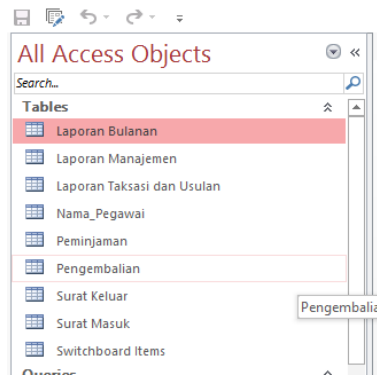 All Access Objects
Search...
Tables
Laporan Bulanan
Laporan Manajemen
Laporan Taksasi dan Usulan
Nama_Pegawai
Peminjaman
Pengembalian
Surat Keluar
Pengembalia
Surat Masuk
Switchboard Items
Queries